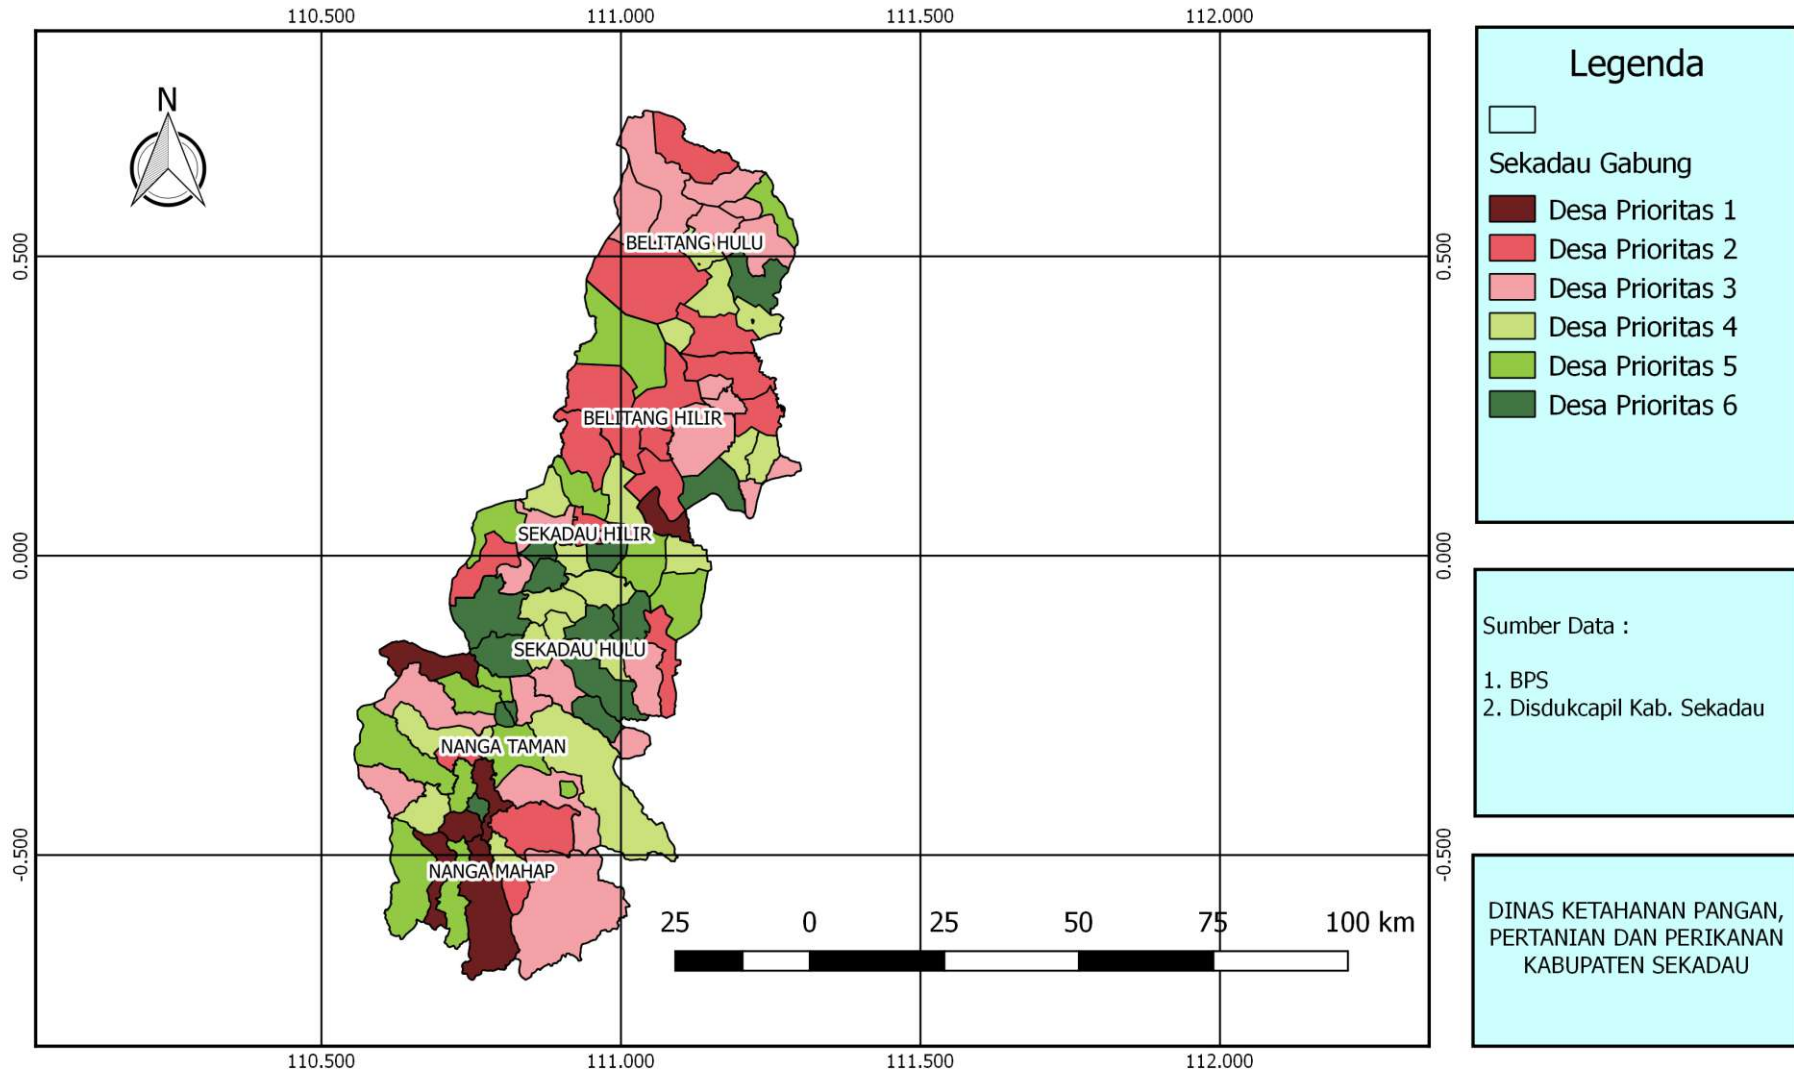 110.500
111.000
111.500
112.000
N
0.500
0.000
-0.500
0.500
0.000
-0.500
BELITANG HULU
BELITANG HILIR
SEKADAU HILIR
SEKADAU HULU
NANGA TAMAN
NANGA MAHAP
25 0 25 50 75 100 km
110.500
111.000
111.500
112.000
Legenda
Sekadau Gabung
Desa Prioritas 1
Desa Prioritas 2
Desa Prioritas 3
Desa Prioritas 4
Desa Prioritas 5
Desa Prioritas 6
Sumber Data :
1. BPS
2. Disdukcapil Kab. Sekadau
DINAS KETAHANAN PANGAN,
PERTANIAN DAN PERIKANAN
KABUPATEN SEKADAU